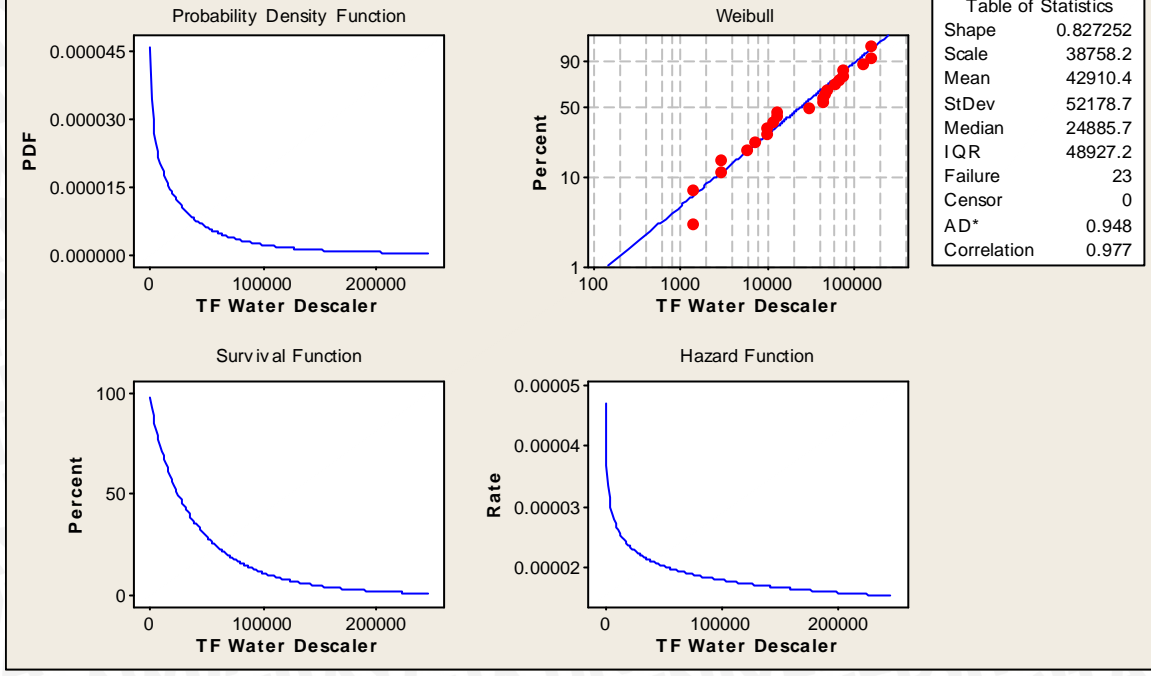 Probability Density Function
PDF
0.000045
0.000030
0.000015
0.000000
0 100000 200000
TF Water Descaler
Weibull
Percent
90
50
10
1
100 1000 10000 100000
TF Water Descaler
Table of Statistics
Shape 0.827252
Scale 38758.2
Mean 42910.4
StDev 52178.7
Median 24885.7
IQR 48927.2
Failure 23
Censor 0
AD* 0.948
Correlation 0.977
Survival Function
Percent
100
50
0
0 100000 200000
TF Water Descaler
Hazard Function
Rate
0.00005
0.00004
0.00003
0.00002
0 100000 200000
TF Water Descaler